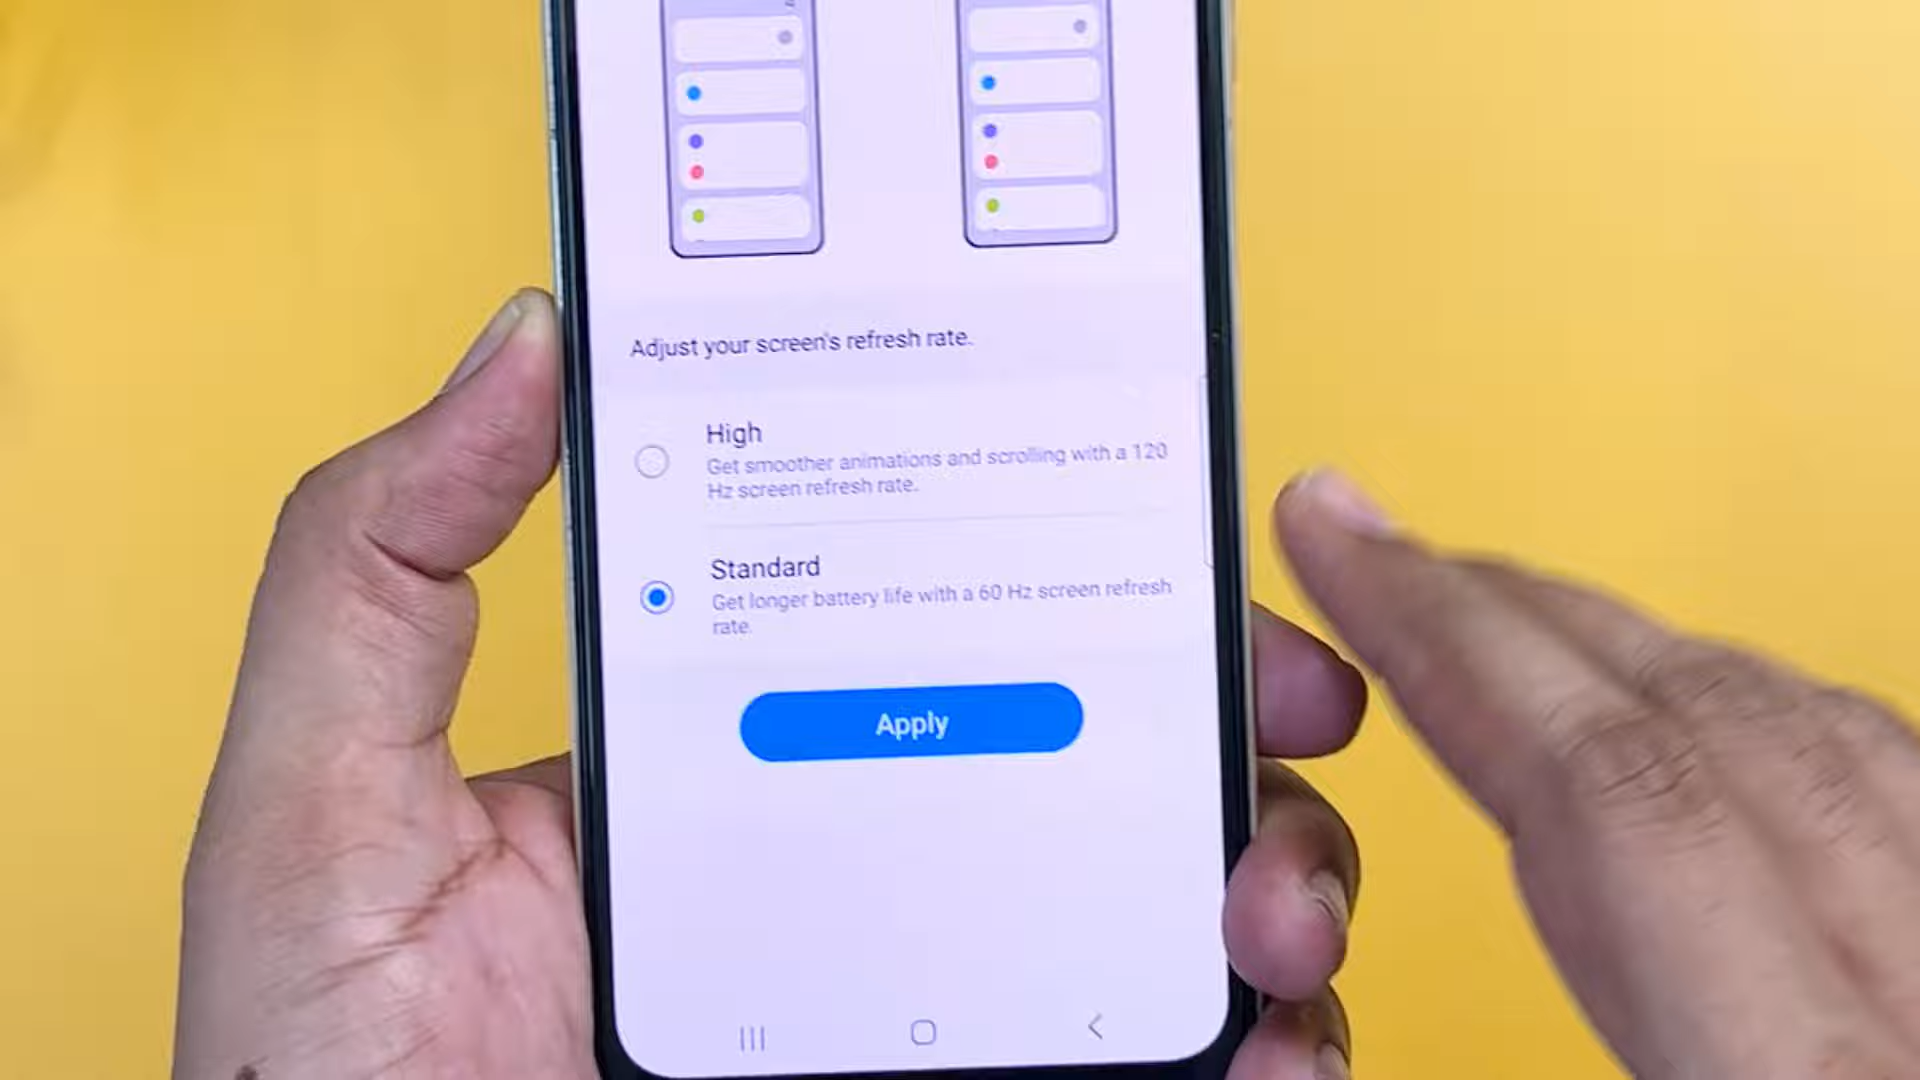 Adjust your screen's refresh rate.
High
Get smoother animations and scrolling with a 120
Hz screen refresh rate.
Standard
Get longer battery life with a 60 Hz screen refresh
rate.
Apply